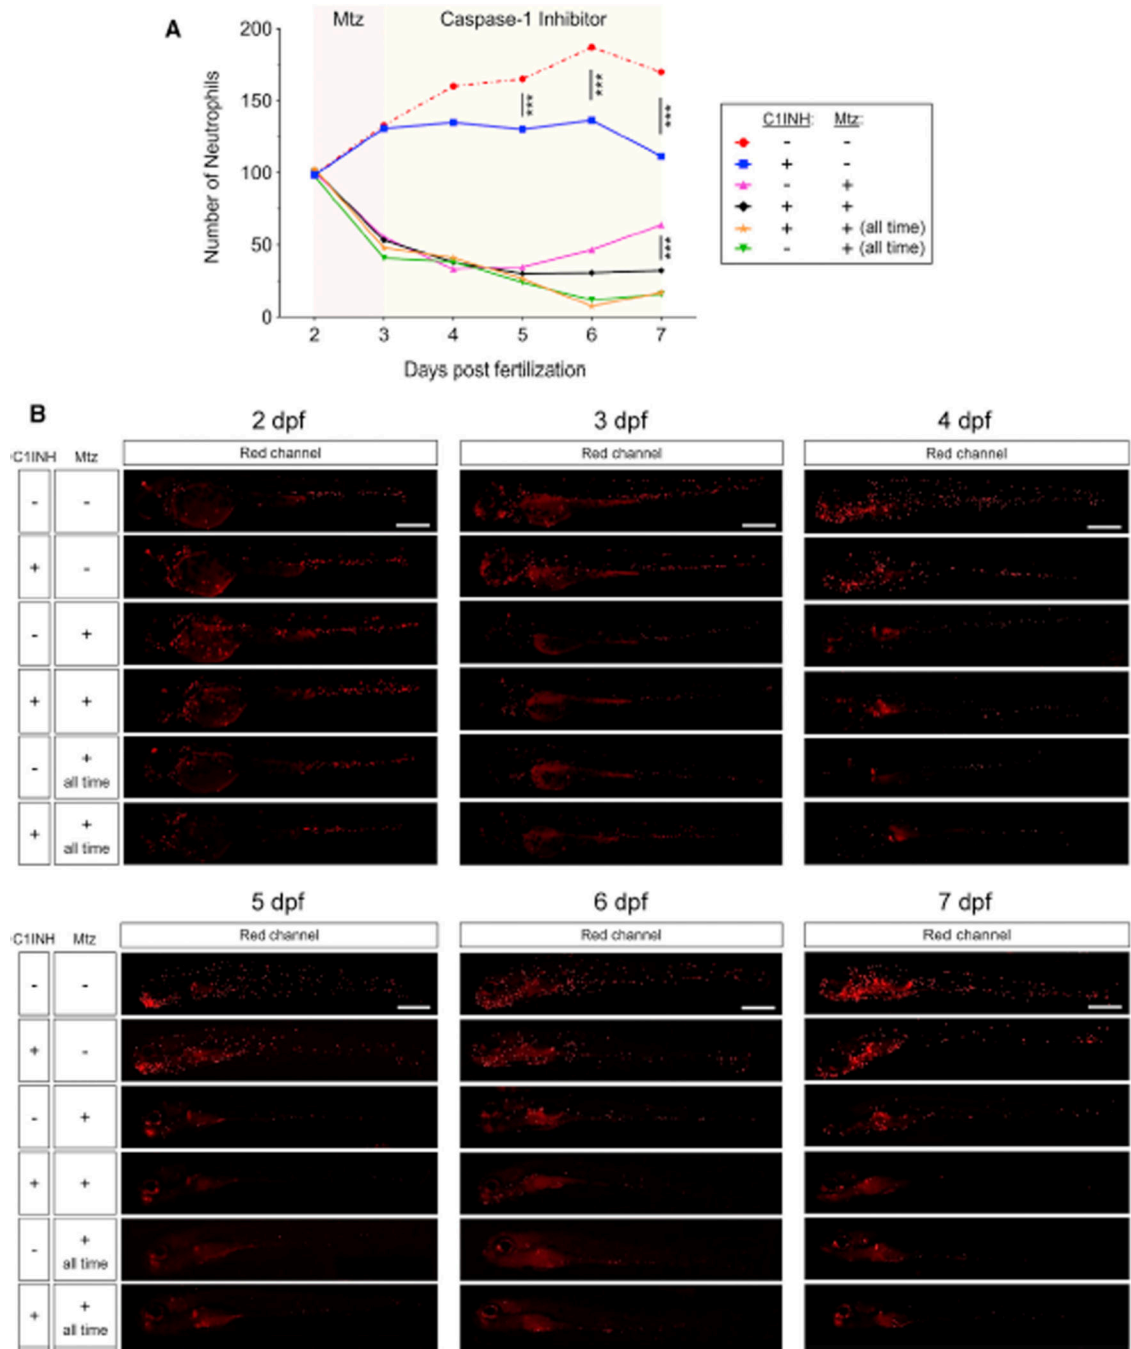 A
Mtz
Caspase-1 Inhibitor
Number of Neutrophils
200
150
100
50
0
***
***
***
***
2 3 4 5 6 7
Days post fertilization
C1INH: Mtz:
- -
+ -
- +
+ +
+ + (all time)
- + (all time)
B
2 dpf 3 dpf 4 dpf
C1INH Mtz Red channel Red channel Red channel
- -
+ -
- +
+ +
- + all time
+ + all time
5 dpf 6 dpf 7 dpf
C1INH Mtz Red channel Red channel Red channel
- -
+ -
- +
+ +
- + all time
+ + all time